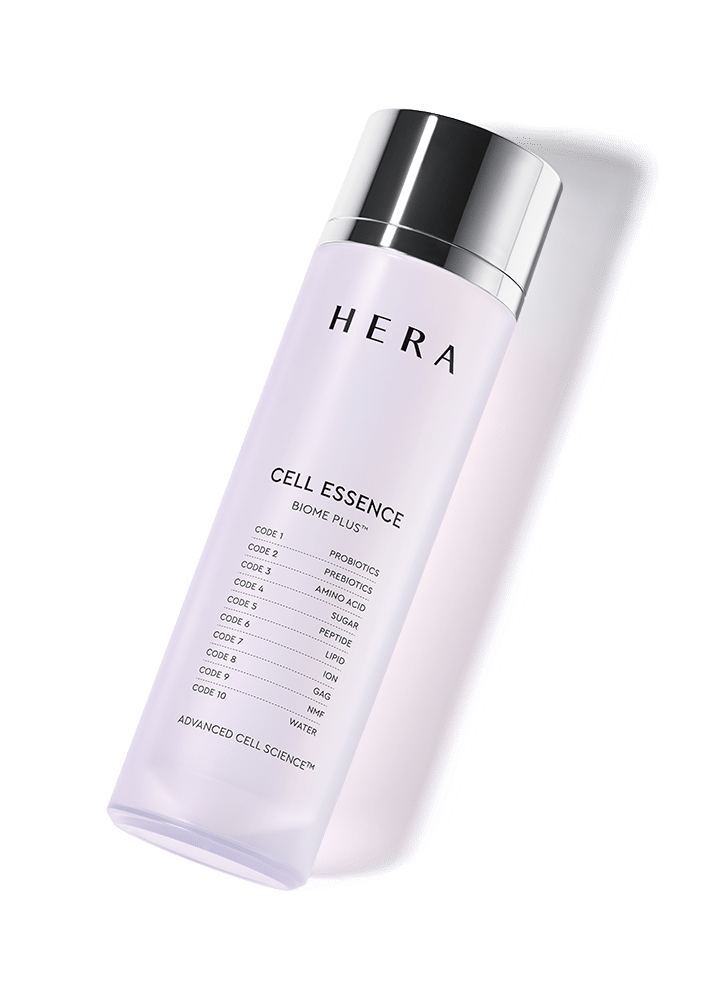 HERA
CELL ESSENCE
BIOME PLUS™
CODE 1 PROBIOTICS
CODE 2 PREBIOTICS
CODE 3 AMINO ACID
CODE 4 SUGAR
CODE 5 PEPTIDE
CODE 6 LIPID
CODE 7 ION
CODE 8 GAG
CODE 9 NMF
CODE 10 WATER
ADVANCED CELL SCIENCE™